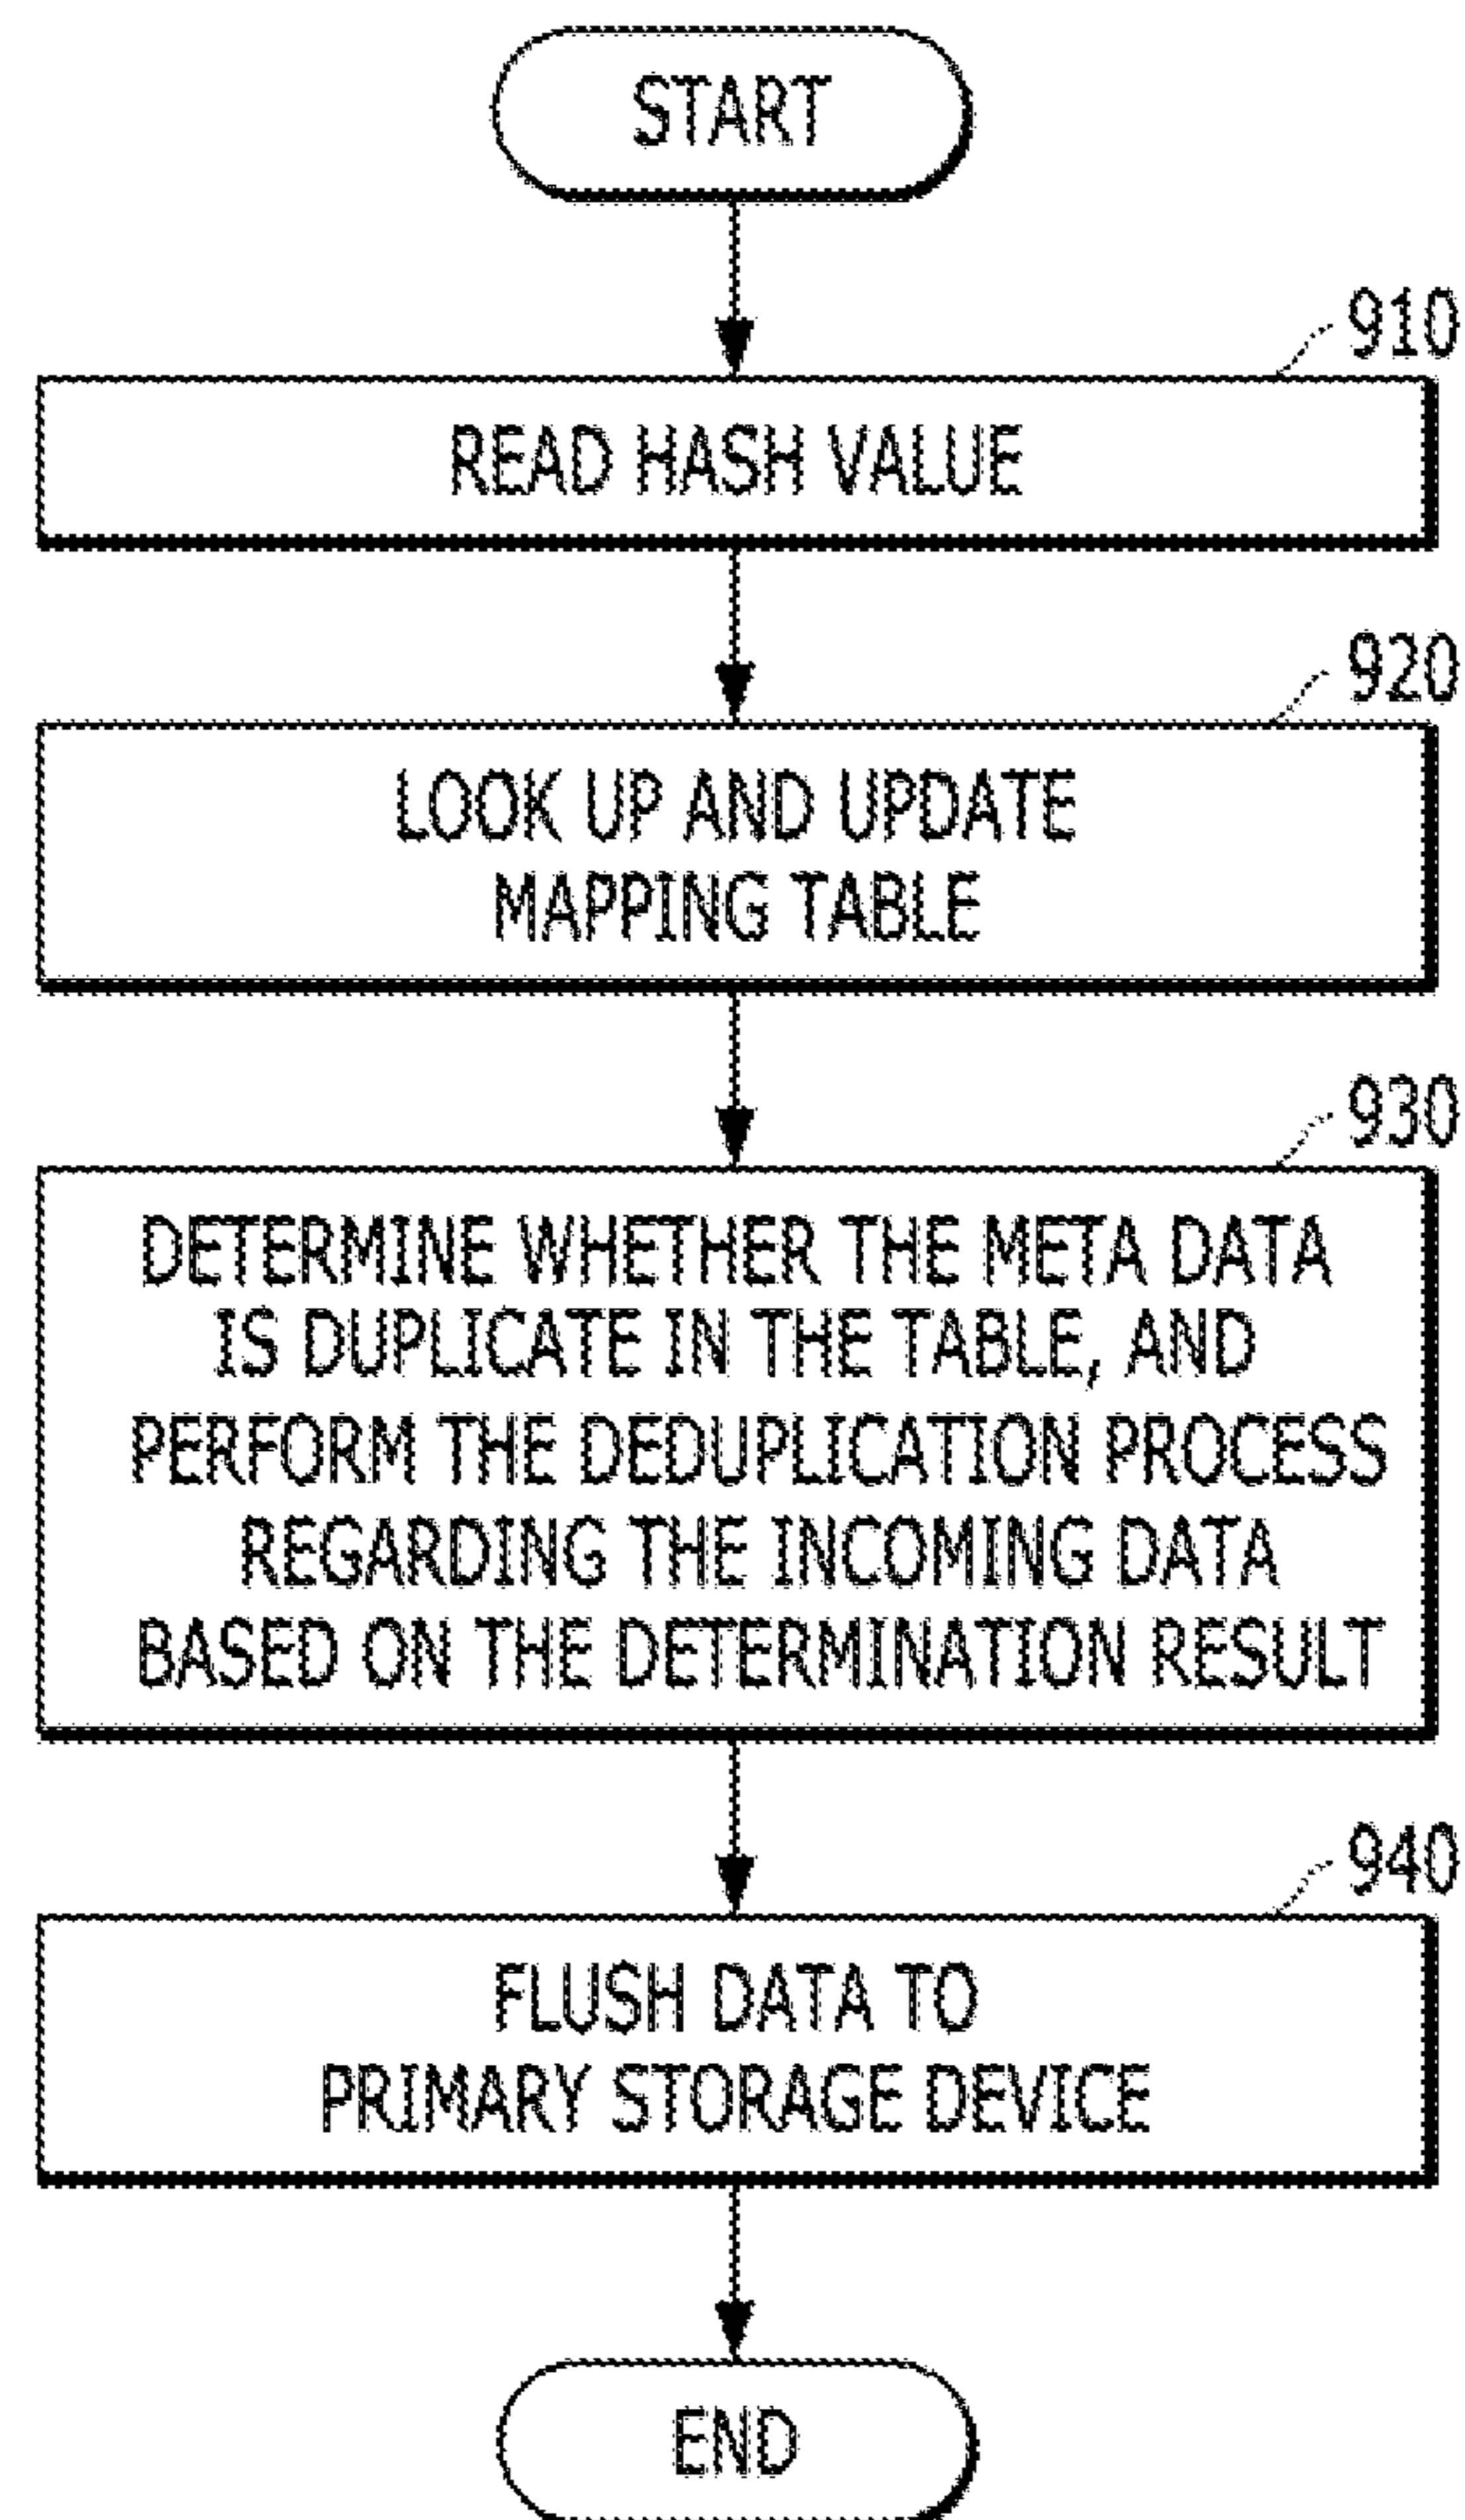 START
910
READ HASH VALUE
920
LOOK UP AND UPDATE
MAPPING TABLE
930
DETERMINE WHETHER THE META DATA
IS DUPLICATE IN THE TABLE, AND
PERFORM THE DEDUPLICATION PROCESS
REGARDING THE INCOMING DATA
BASED ON THE DETERMINATION RESULT
940
FLUSH DATA TO
PRIMARY STORAGE DEVICE
END